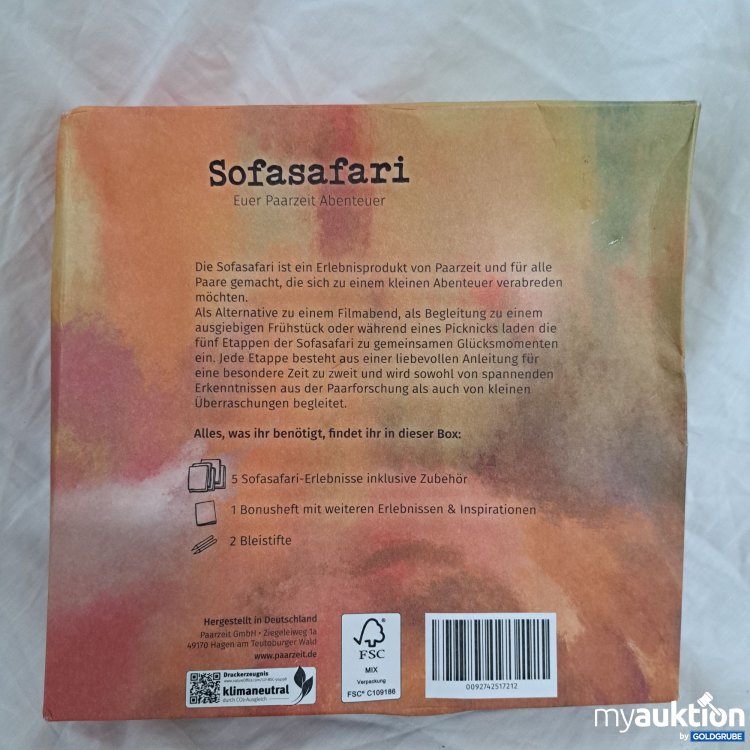 Sofasafari
Euer Paarzeit Abenteuer
Die Sofasafari ist ein Erlebnisprodukt von Paarzeit und für alle
Paare gemacht, die sich zu einem kleinen Abenteuer verabreden
möchten.
Als Alternative zu einem Filmabend, als Begleitung zu einem
ausgiebigen Frühstück oder während eines Picknicks laden die
fünf Etappen der Sofasafari zu gemeinsamen Glücksmomenten
ein. Jede Etappe besteht aus einer liebevollen Anleitung für
eine besondere Zeit zu zweit und wird sowohl von spannenden
Erkenntnissen aus der Paarforschung als auch von kleinen
Überraschungen begleitet.
Alles, was ihr benötigt, findet ihr in dieser Box:
5 Sofasafari-Erlebnisse inklusive Zubehör
1 Bonusheft mit weiteren Erlebnissen & Inspirationen
2 Bleistifte
Hergestellt in Deutschland
Paarzeit GmbH • Ziegeleiweg 1a
49170 Hagen am Teutoburger Wald
www.paarzeit.de
Druckerzeugnis
klimaneutral
durch CO₂-Ausgleich
FSC
MIX
Verpackung
FSC® C109186
0092742517212
myauktion
by GOLDGRUBE